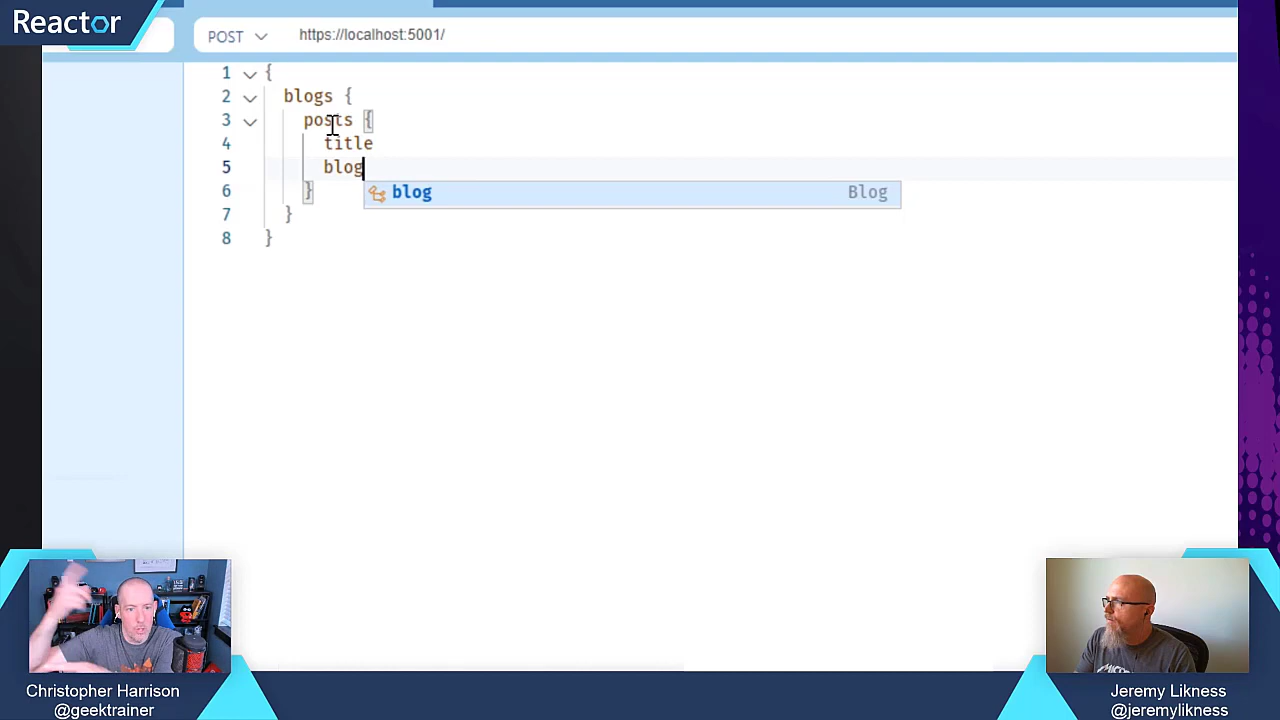 Reactor
POST https://localhost:5001/
1 {
2 blogs {
3 posts {
4 title
5 blog
blog Blog
6 }
7 }
8 }
Christopher Harrison
@geektrainer
Jeremy Likness
@jeremylikness